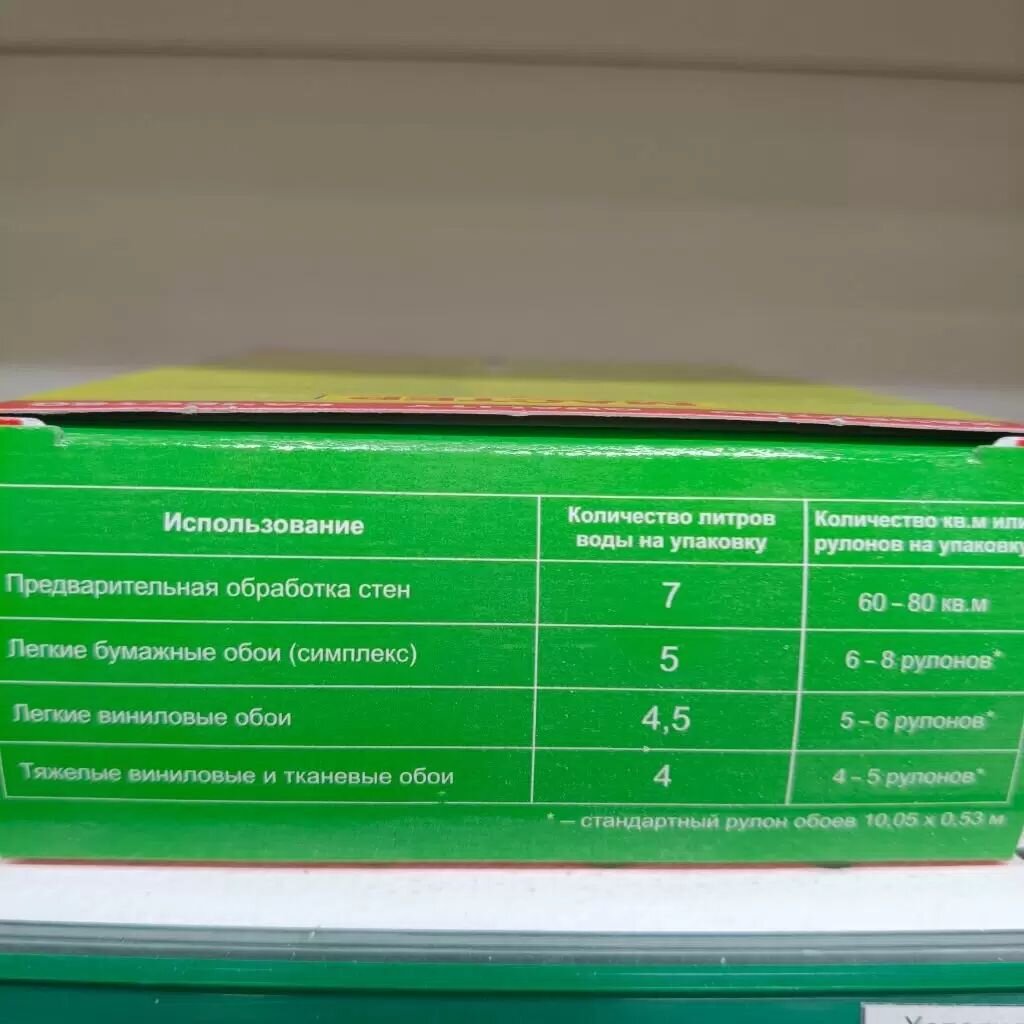 Использование
Количество литров
воды на упаковку
Количество кв.м или
рулонов на упаковку
Предварительная обработка стен
7
60 – 80 кв.м
Легкие бумажные обои (симплекс)
5
6 – 8 рулонов*
Легкие виниловые обои
4,5
5 – 6 рулонов*
Тяжелые виниловые и тканевые обои
4
4 – 5 рулонов*
* – стандартный рулон обоев 10,05 x 0,53 м